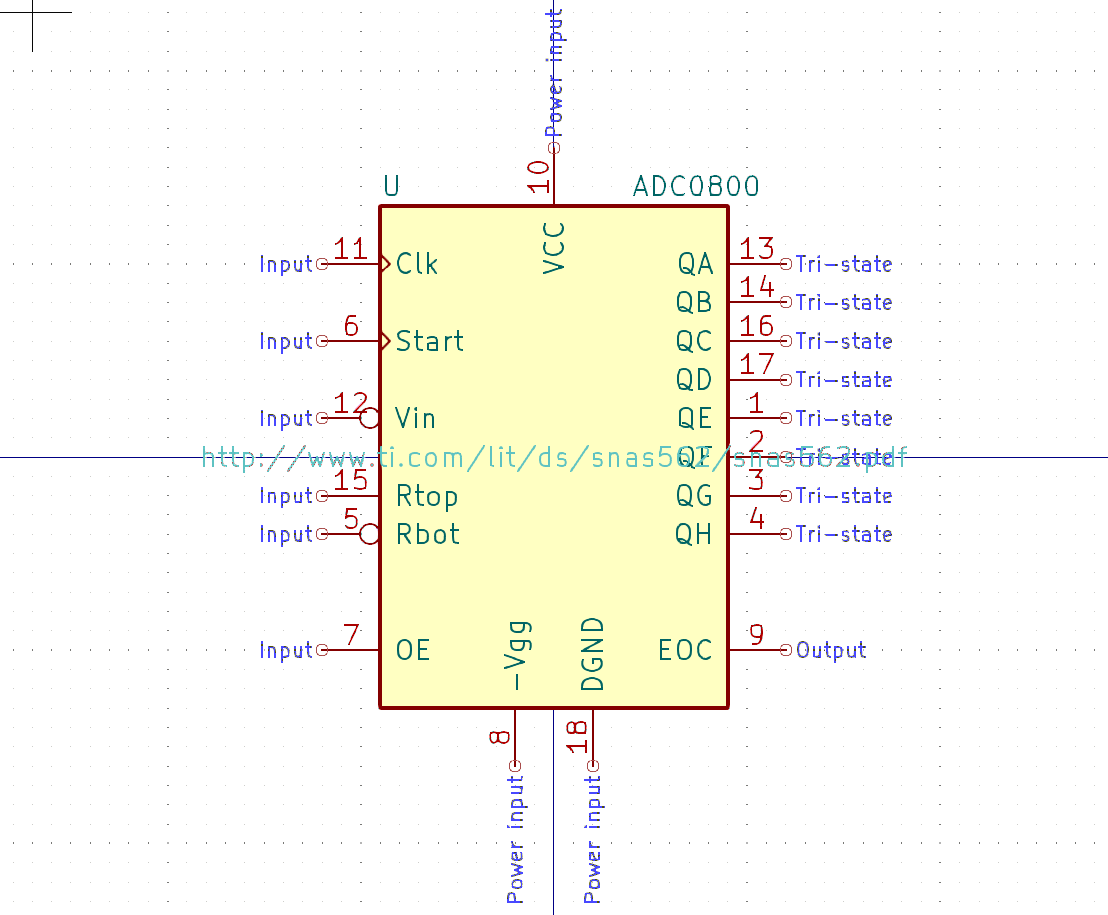 Power input
10
U
ADC0800
VCC
Input 11 Clk
QA 13 Tri-state
QB 14 Tri-state
Input 6 Start
QC 16 Tri-state
QD 17 Tri-state
Input 12 Vin
QE 1 Tri-state
http://www.ti.com/lit/ds/snas562/snas562.pdf
2 Tri-state
Input 15 Rtop
QG 3 Tri-state
Input 5 Rbot
QH 4 Tri-state
Input 7 OE
-Vgg
DGND
EOC 9 Output
8
18
Power input
Power input